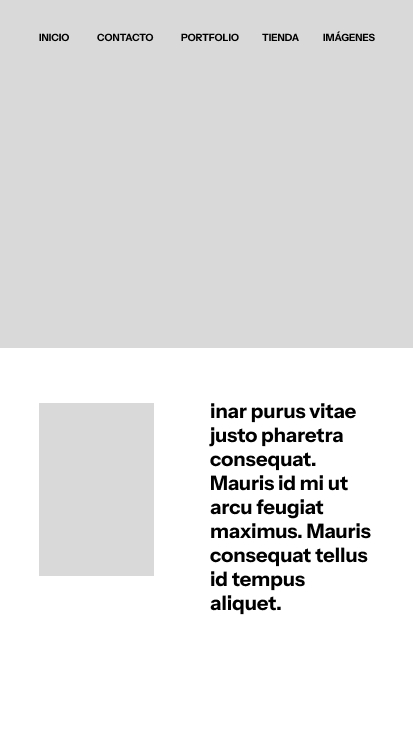 INICIO CONTACTO PORTFOLIO TIENDA IMÁGENES
inar purus vitae
justo pharetra
consequat.
Mauris id mi ut
arcu feugiat
maximus. Mauris
consequat tellus
id tempus
aliquet.